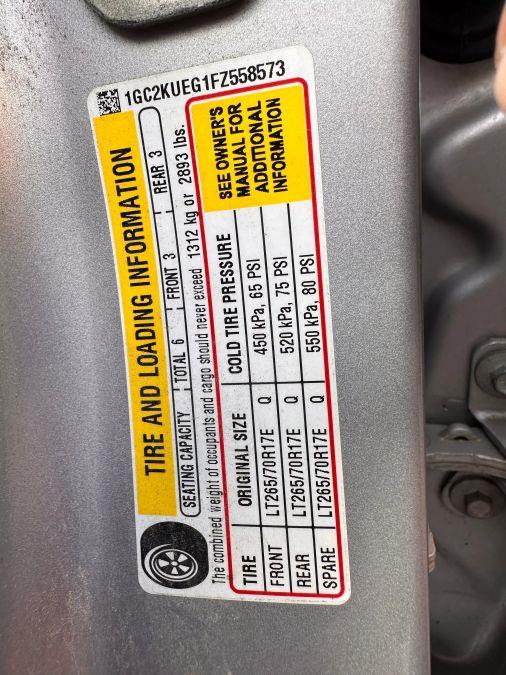 1GC2KUEG1FZ558573
TIRE AND LOADING INFORMATION
SEATING CAPACITY TOTAL 6 FRONT 3 REAR 3
The combined weight of occupants and cargo should never exceed 1312 kg or 2893 lbs.
TIRE ORIGINAL SIZE COLD TIRE PRESSURE
FRONT LT265/70R17E Q 450 kPa, 65 PSI
REAR LT265/70R17E Q 520 kPa, 75 PSI
SPARE LT265/70R17E Q 550 kPa, 80 PSI
SEE OWNER'S
MANUAL FOR
ADDITIONAL
INFORMATION